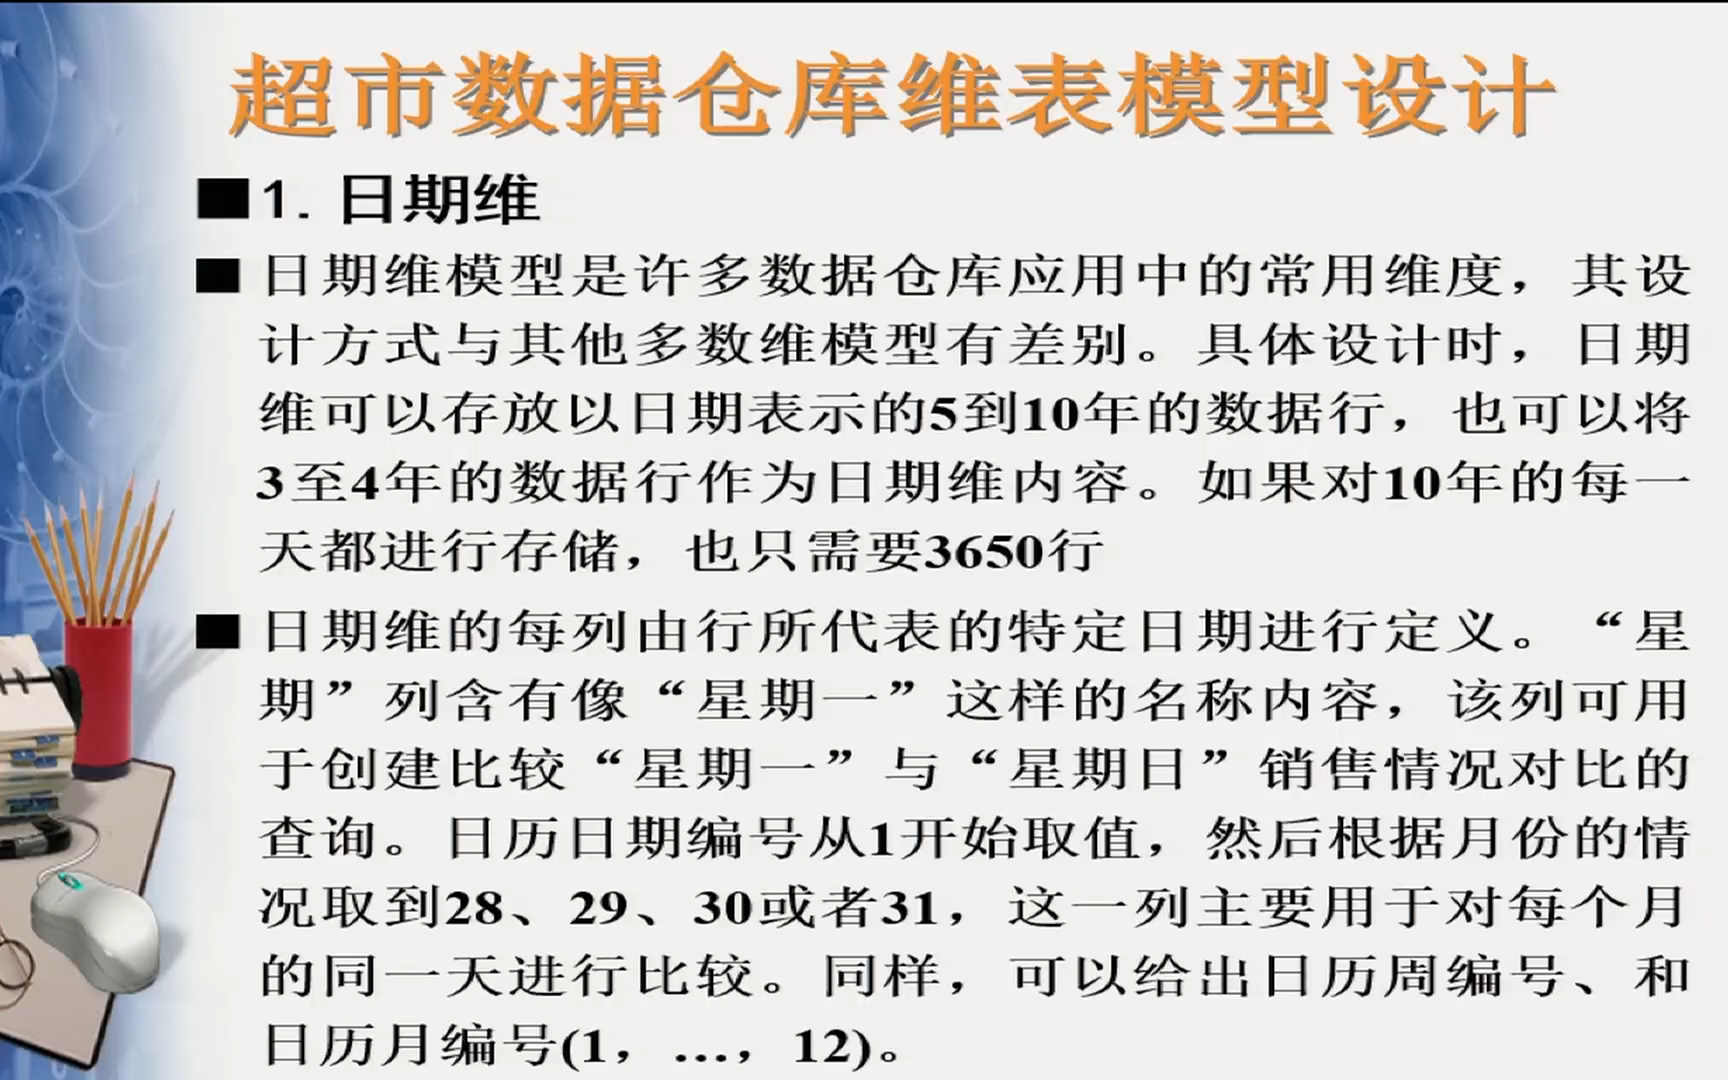 超市数据仓库维表模型设计
1. 日期维
日期维模型是许多数据仓库应用中的常用维度，其设
计方式与其他多数维模型有差别。具体设计时，日期
维可以存放以日期表示的5到10年的数据行，也可以将
3至4年的数据行作为日期维内容。如果对10年的每一
天都进行存储，也只需要3650行
日期维的每列由行所代表的特定日期进行定义。“星
期”列含有像“星期一”这样的名称内容，该列可用
于创建比较“星期一”与“星期日”销售情况对比的
查询。日历日期编号从1开始取值，然后根据月份的情
况取到28、29、30或者31，这一列主要用于对每个月
的同一天进行比较。同样，可以给出日历周编号、和
日历月编号(1，…，12)。